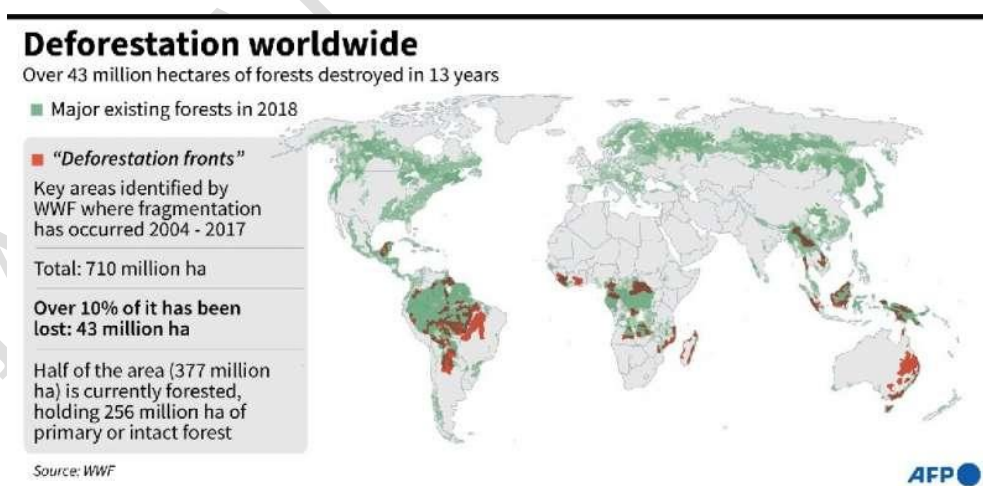 Deforestation worldwide
Over 43 million hectares of forests destroyed in 13 years
Major existing forests in 2018
"Deforestation fronts"
Key areas identified by
WWF where fragmentation
has occurred 2004 - 2017
Total: 710 million ha
Over 10% of it has been
lost: 43 million ha
Half of the area (377 million
ha) is currently forested,
holding 256 million ha of
primary or intact forest
Source: WWF
AFP